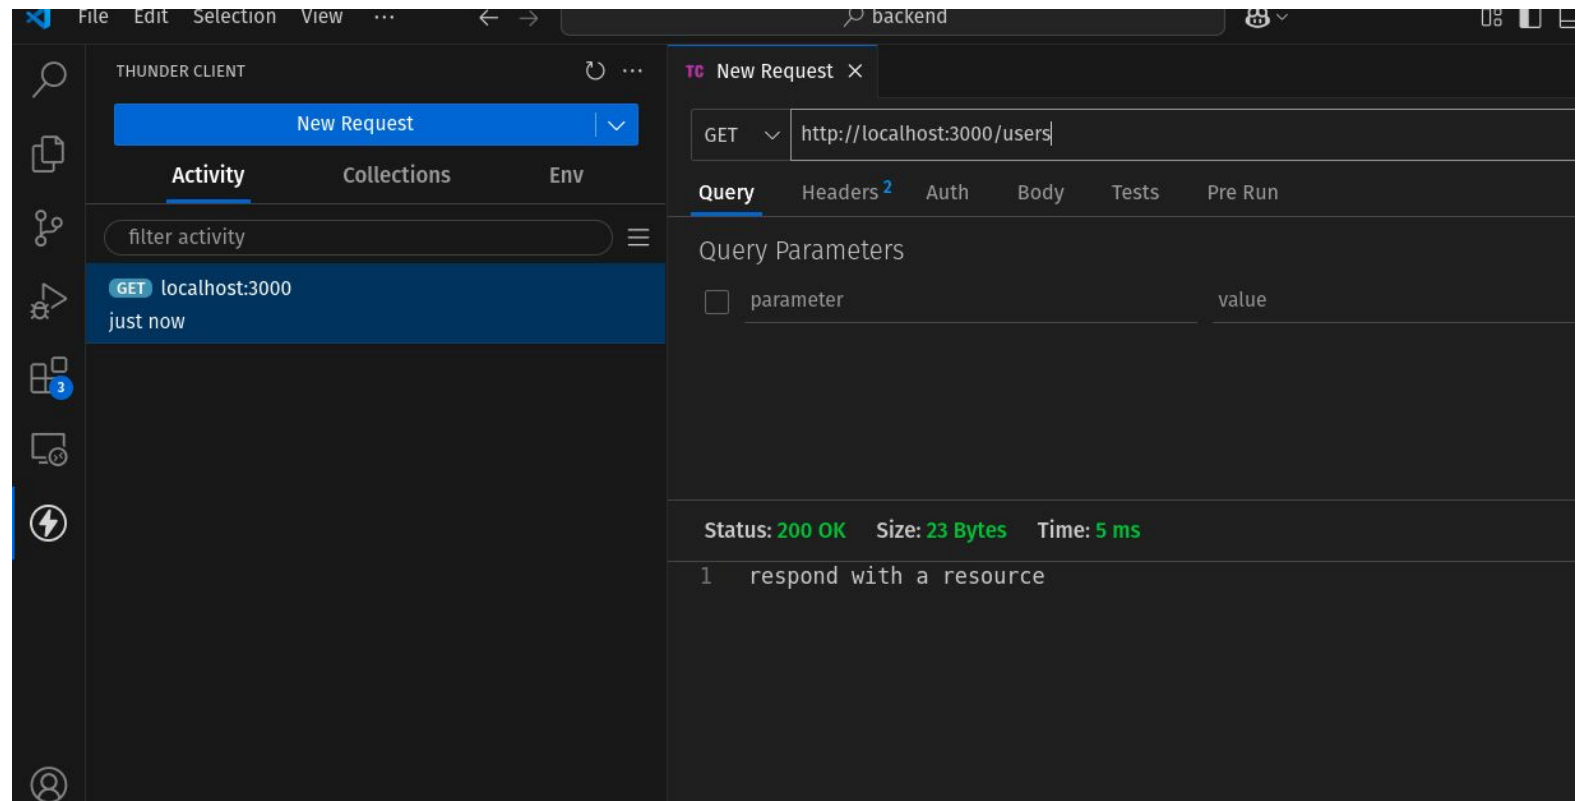 File Edit Selection View ··· backend
THUNDER CLIENT
New Request
Activity Collections Env
filter activity
GET localhost:3000
just now
3
TC New Request
GET http://localhost:3000/users
Query Headers 2 Auth Body Tests Pre Run
Query Parameters
parameter value
Status: 200 OK Size: 23 Bytes Time: 5 ms
1 respond with a resource